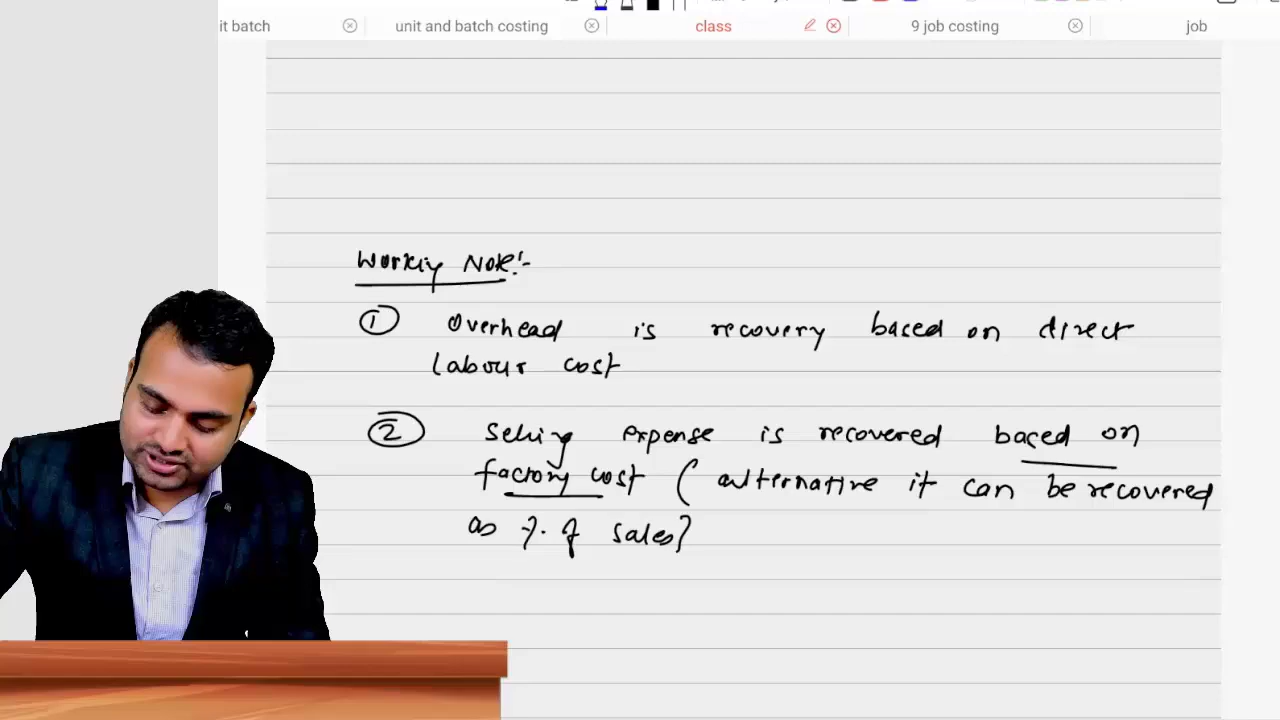 it batch
unit and batch costing
class
9 job costing
job
Working Note:-
① Overhead is recovery based on direct
labour cost
② Selling expense is recovered based on
factory cost ( alternative it can be recovered
as % of sales)